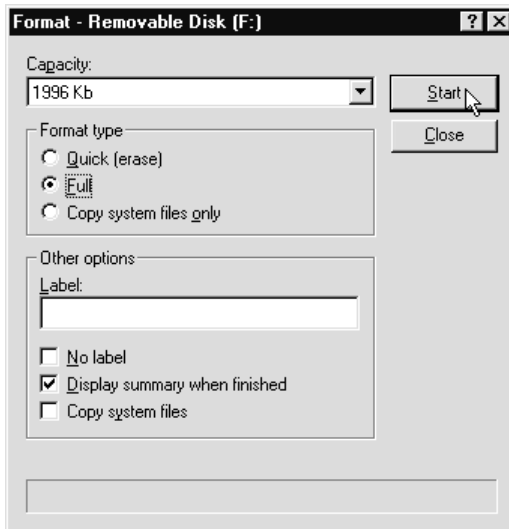 Format - Removable Disk (F:)
Capacity:
1996 Kb
Start
Close
Format type
Quick (erase)
Full
Copy system files only
Other options
Label:
No label
Display summary when finished
Copy system files